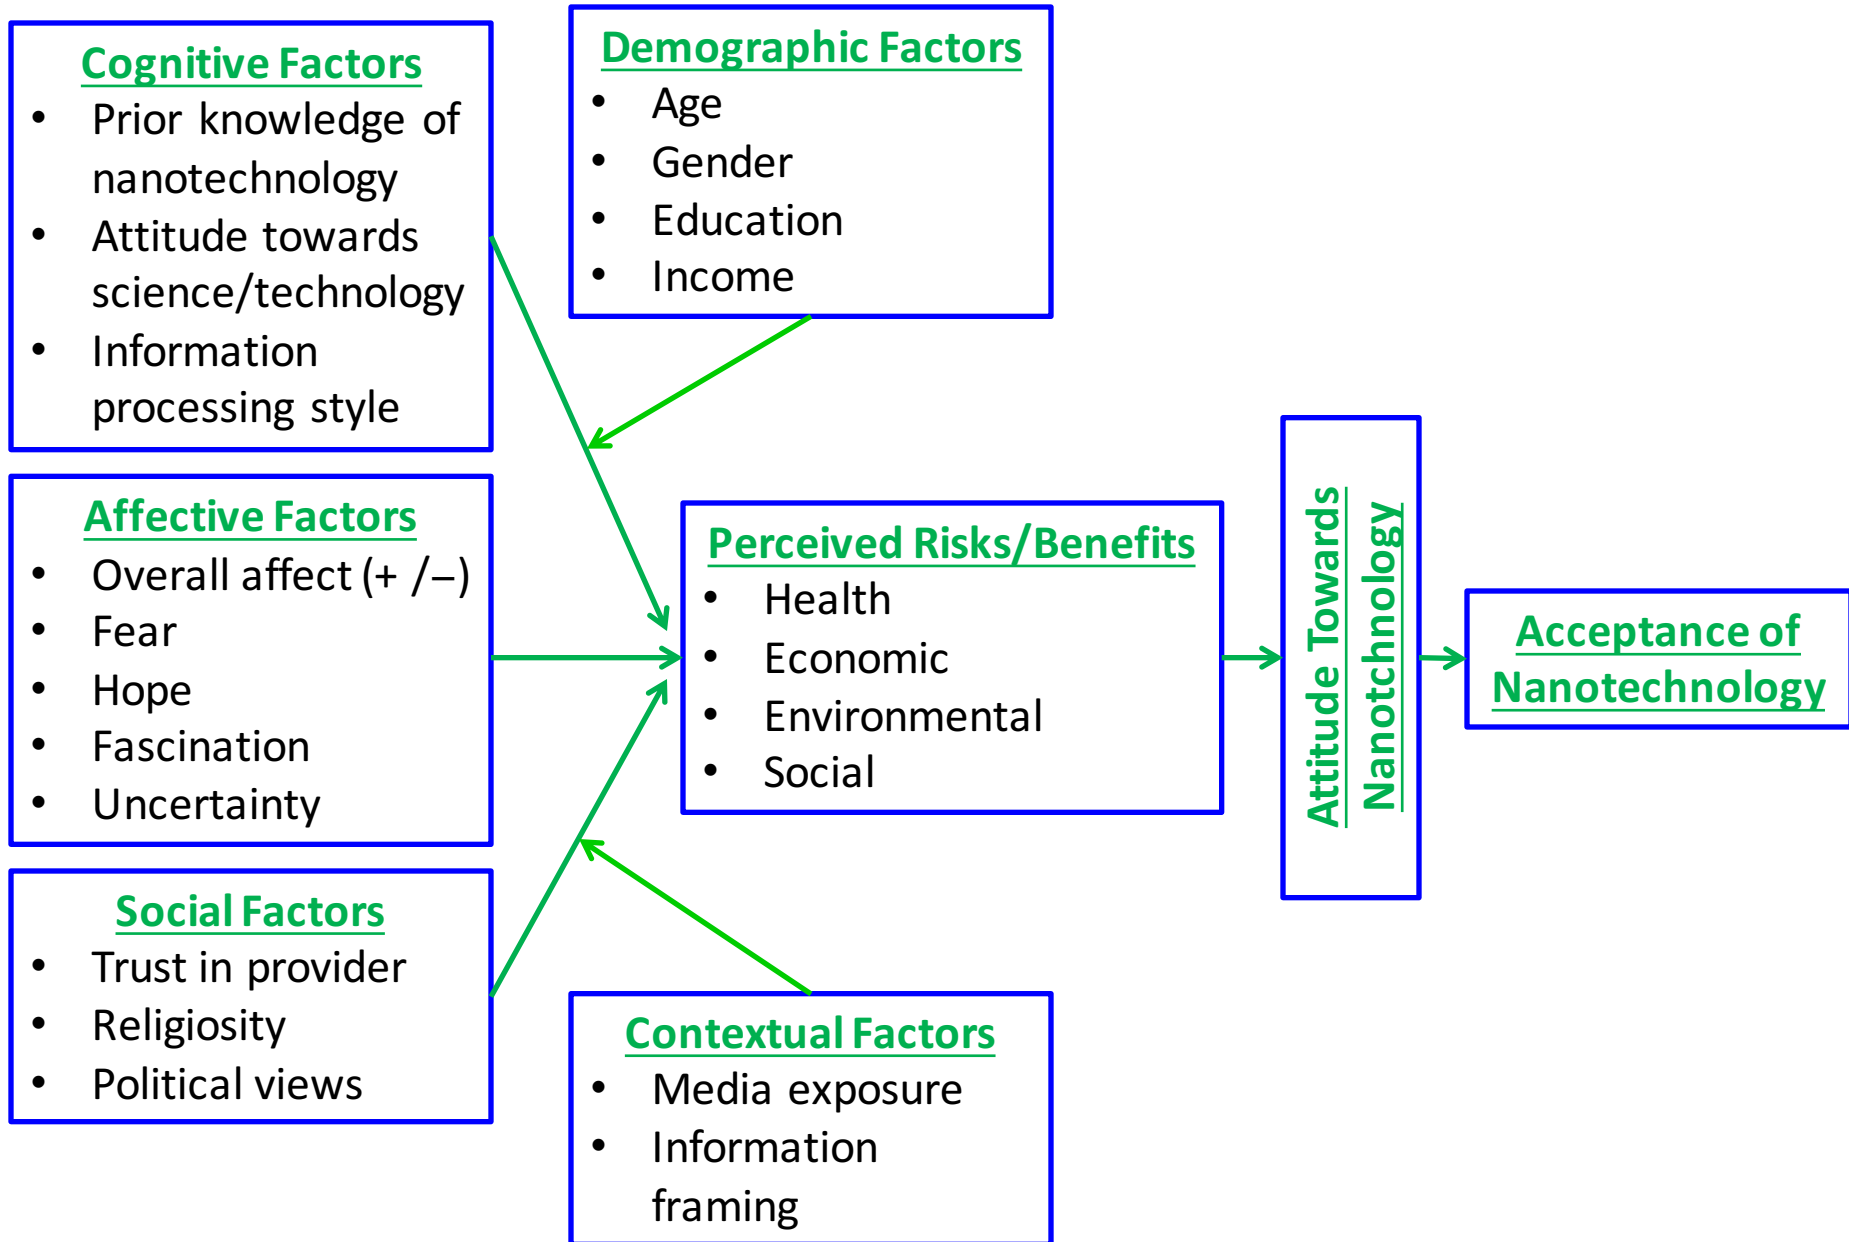 Cognitive Factors
• Prior knowledge of
nanotechnology
• Attitude towards
science/technology
• Information
processing style
Demographic Factors
• Age
• Gender
• Education
• Income
Affective Factors
• Overall affect (+ /–)
• Fear
• Hope
• Fascination
• Uncertainty
Social Factors
• Trust in provider
• Religiosity
• Political views
Contextual Factors
• Media exposure
• Information
framing
Perceived Risks/Benefits
• Health
• Economic
• Environmental
• Social
Attitude Towards
Nanotchnology
Acceptance of
Nanotechnology